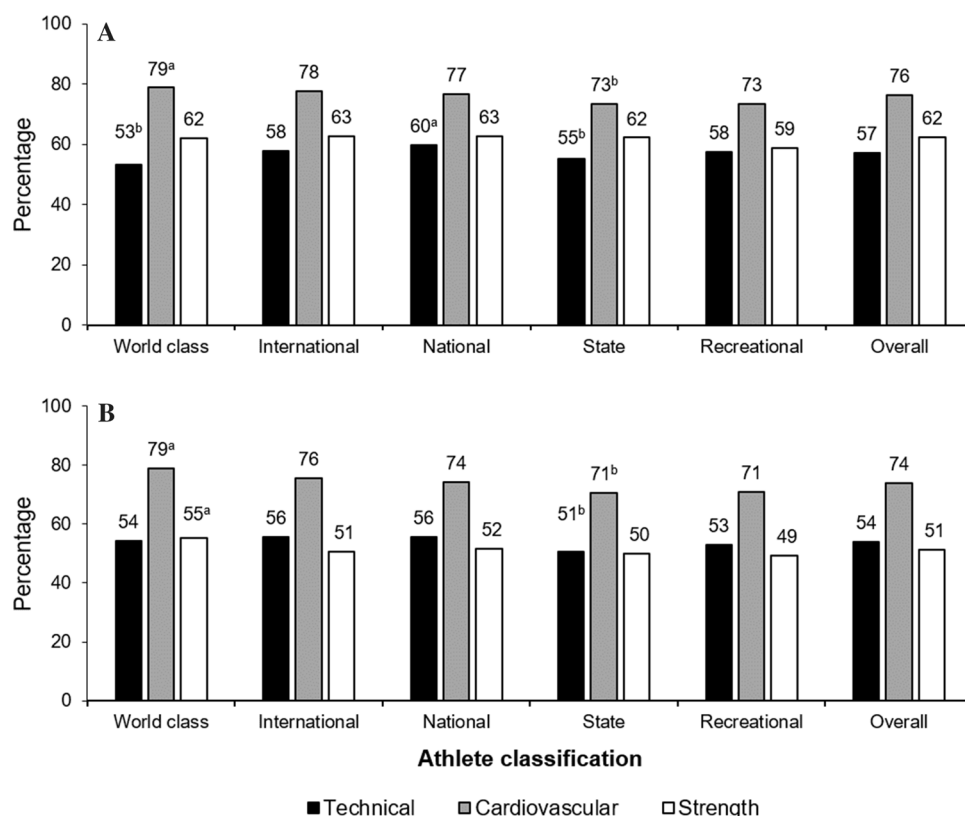 A
100
80
60
40
20
0
Percentage
53ᵇ 79ᵃ 62 58 78 63 60ᵃ 77 63 55ᵇ 73ᵇ 62 58 73 59 57 76 62
World class International National State Recreational Overall
B
100
80
60
40
20
0
Percentage
54 79ᵃ 55ᵃ 56 76 51 56 74 52 51ᵇ 71ᵇ 50 53 71 49 54 74 51
World class International National State Recreational Overall
Athlete classification
Technical Cardiovascular Strength